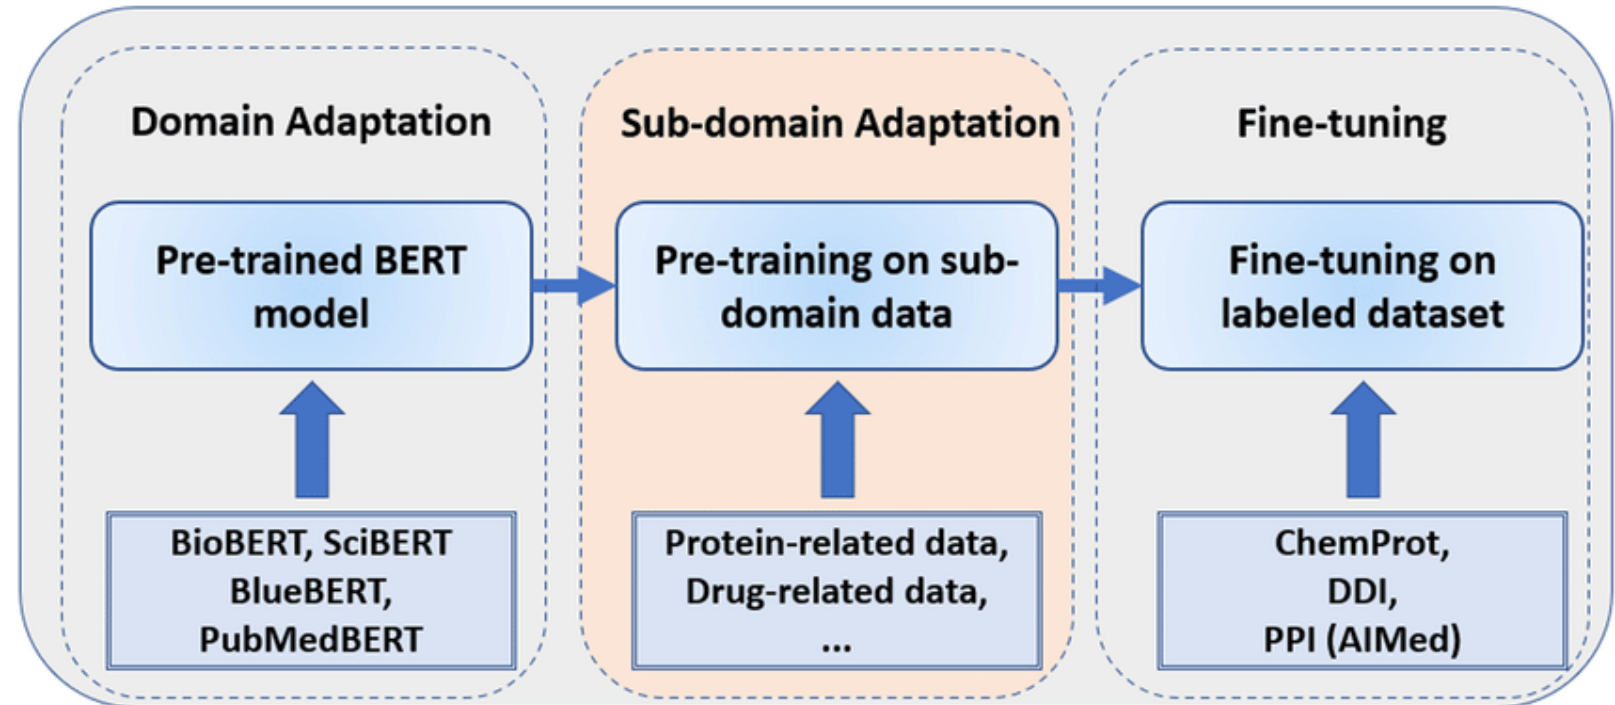 Domain Adaptation
Pre-trained BERT
model
BioBERT, SciBERT
BlueBERT,
PubMedBERT
Sub-domain Adaptation
Pre-training on sub-
domain data
Protein-related data,
Drug-related data,
...
Fine-tuning
Fine-tuning on
labeled dataset
ChemProt,
DDI,
PPI (AIMed)